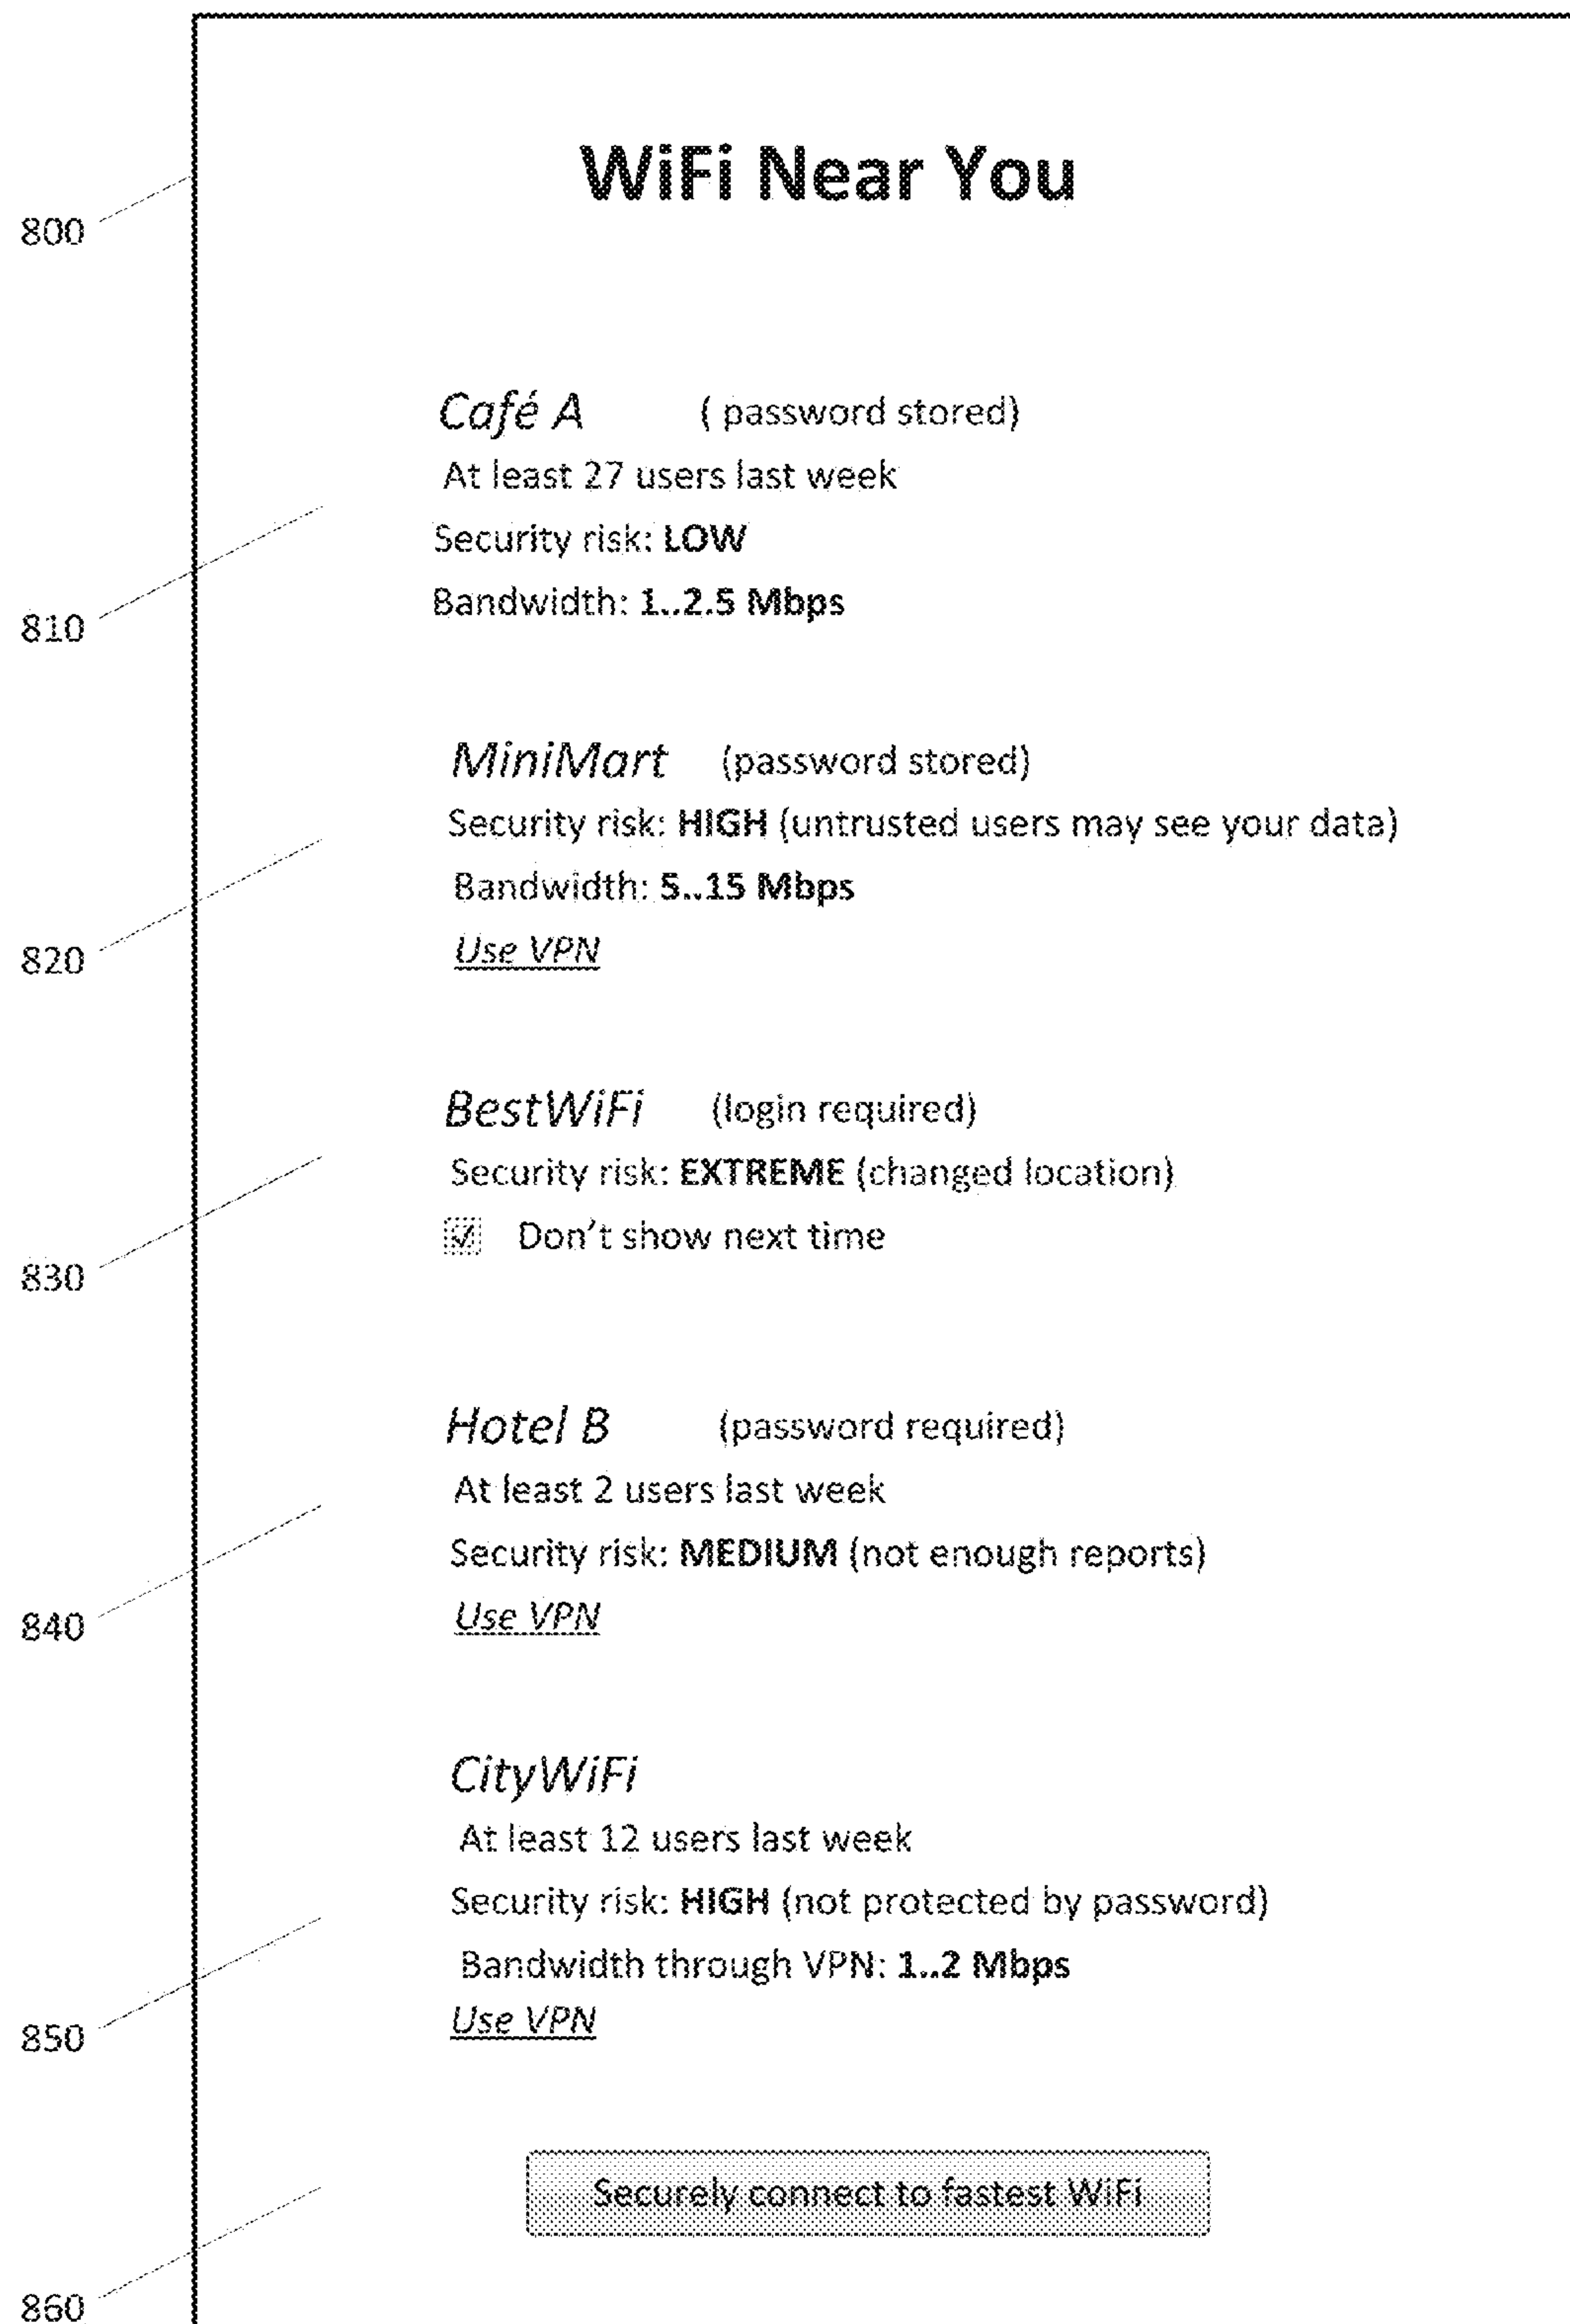 WiFi Near You
800
Café A ( password stored)
At least 27 users last week
Security risk: LOW
Bandwidth: 1..2.5 Mbps
810
MiniMart (password stored)
Security risk: HIGH (untrusted users may see your data)
Bandwidth: 5..15 Mbps
Use VPN
820
BestWiFi (login required)
Security risk: EXTREME (changed location)
Don't show next time
830
Hotel B (password required)
At least 2 users last week
Security risk: MEDIUM (not enough reports)
Use VPN
840
CityWiFi
At least 12 users last week
Security risk: HIGH (not protected by password)
Bandwidth through VPN: 1..2 Mbps
Use VPN
850
Securely connect to fastest WiFi
860